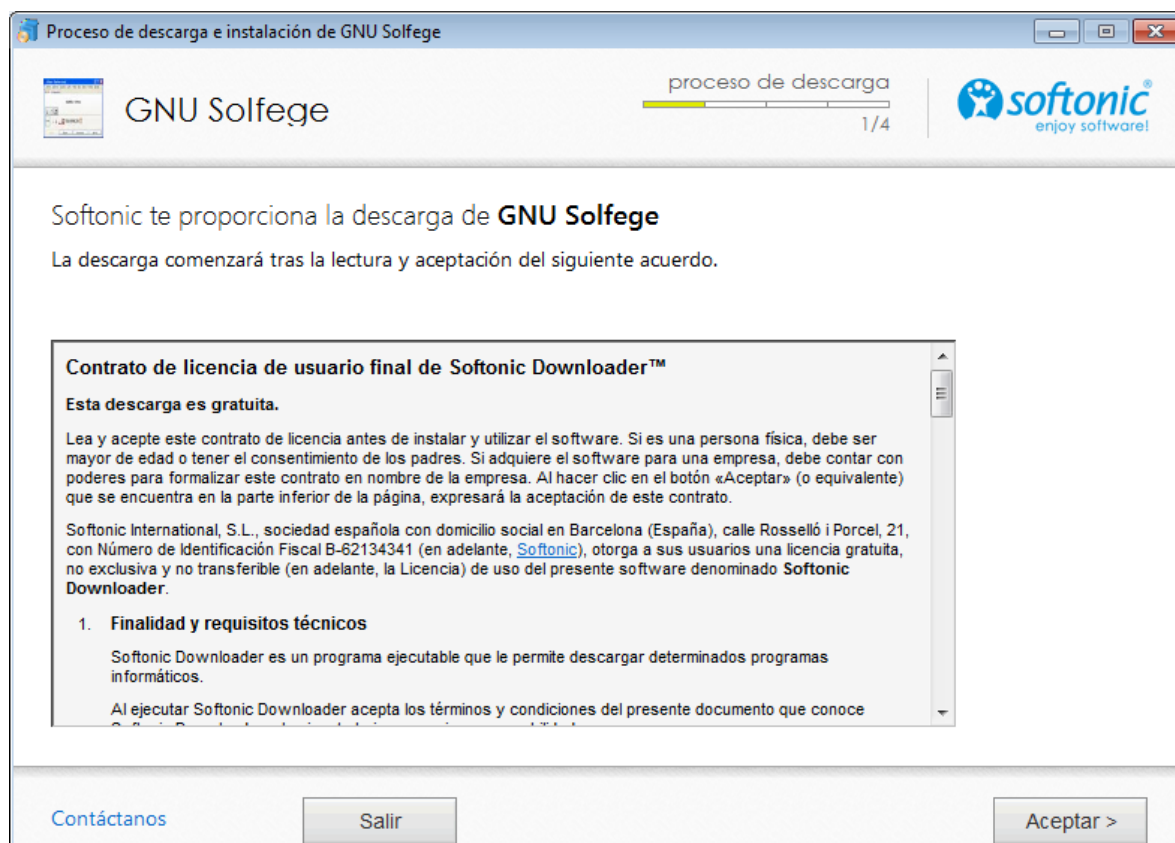 Proceso de descarga e instalación de GNU Solfege
GNU Solfege
proceso de descarga
1/4
softonic®
enjoy software!
Softonic te proporciona la descarga de GNU Solfege
La descarga comenzará tras la lectura y aceptación del siguiente acuerdo.
Contrato de licencia de usuario final de Softonic Downloader™
Esta descarga es gratuita.
Lea y acepte este contrato de licencia antes de instalar y utilizar el software. Si es una persona física, debe ser
mayor de edad o tener el consentimiento de los padres. Si adquiere el software para una empresa, debe contar con
poderes para formalizar este contrato en nombre de la empresa. Al hacer clic en el botón «Aceptar» (o equivalente)
que se encuentra en la parte inferior de la página, expresará la aceptación de este contrato.
Softonic International, S.L., sociedad española con domicilio social en Barcelona (España), calle Rosselló i Porcel, 21,
con Número de Identificación Fiscal B-62134341 (en adelante, Softonic), otorga a sus usuarios una licencia gratuita,
no exclusiva y no transferible (en adelante, la Licencia) de uso del presente software denominado Softonic
Downloader.
1. Finalidad y requisitos técnicos
Softonic Downloader es un programa ejecutable que le permite descargar determinados programas
informáticos.
Al ejecutar Softonic Downloader acepta los términos y condiciones del presente documento que conoce
Contáctanos
Salir
Aceptar >